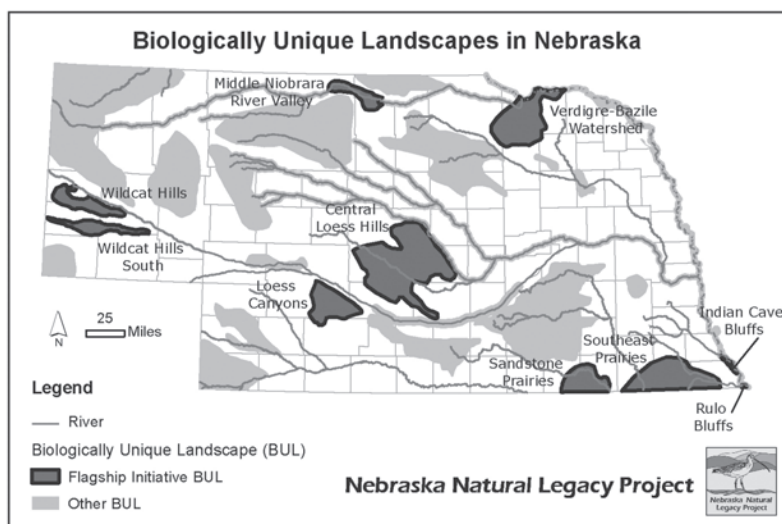 Biologically Unique Landscapes in Nebraska
Middle Niobrara
River Valley
Verdigre-Bazile
Watershed
Wildcat Hills
Central
Loess Hills
Wildcat Hills
South
Loess
Canyons
Indian Cave
Bluffs
Southeast
Prairies
Sandstone
Prairies
Rulo
Bluffs
25
Miles
N
Legend
River
Biologically Unique Landscape (BUL)
Flagship Initiative BUL
Other BUL
Nebraska Natural Legacy Project
Nebraska Natural
Legacy Project